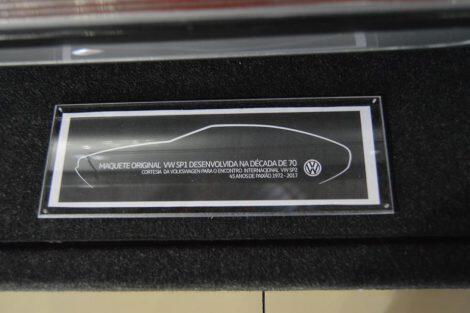 MAQUETE ORIGINAL VW SP1 DESENVOLVIDA NA DÉCADA DE 70
CORTESIA DA VOLKSWAGEN PARA O ENCONTRO INTERNACIONAL VW SP2
45 ANOS DE PAIXÃO 1972 - 2017